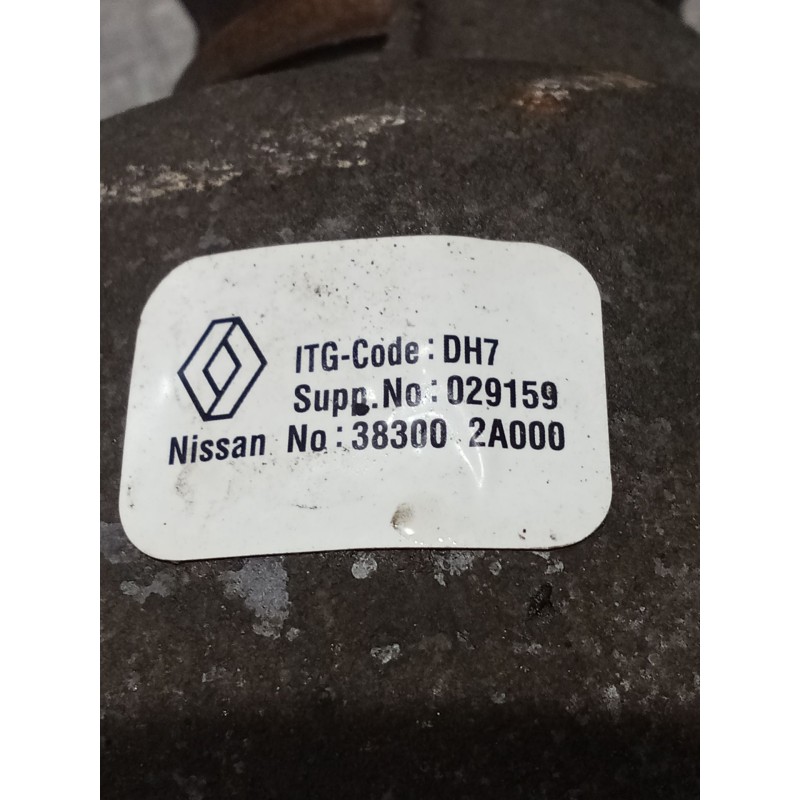 ITG-Code: DH7
Supp.No: 029159
Nissan No: 38300 2A000